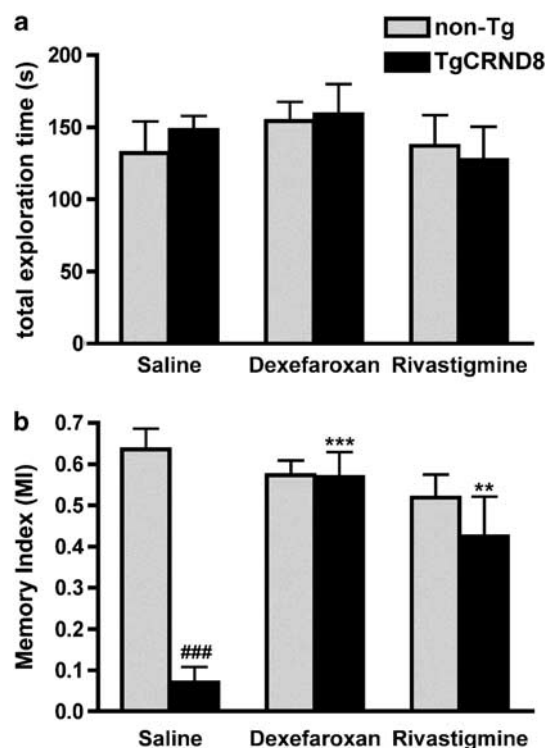 a
non-Tg
TgCRND8
total exploration time (s)
200
150
100
50
0
Saline Dexefaroxan Rivastigmine
b
Memory Index (MI)
0.7
0.6
0.5
0.4
0.3
0.2
0.1
0.0
###
***
**
Saline Dexefaroxan Rivastigmine